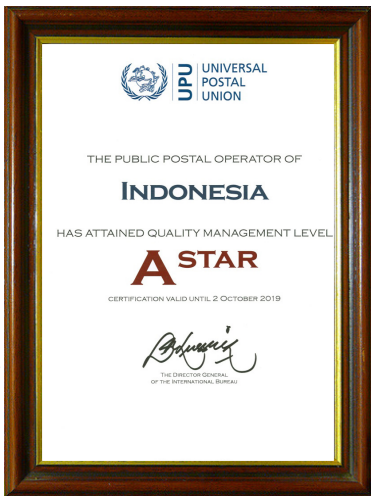 UPU
UNIVERSAL
POSTAL
UNION
THE PUBLIC POSTAL OPERATOR OF
INDONESIA
HAS ATTAINED QUALITY MANAGEMENT LEVEL
A STAR
CERTIFICATION VALID UNTIL 2 OCTOBER 2019
THE DIRECTOR GENERAL
OF THE INTERNATIONAL BUREAU